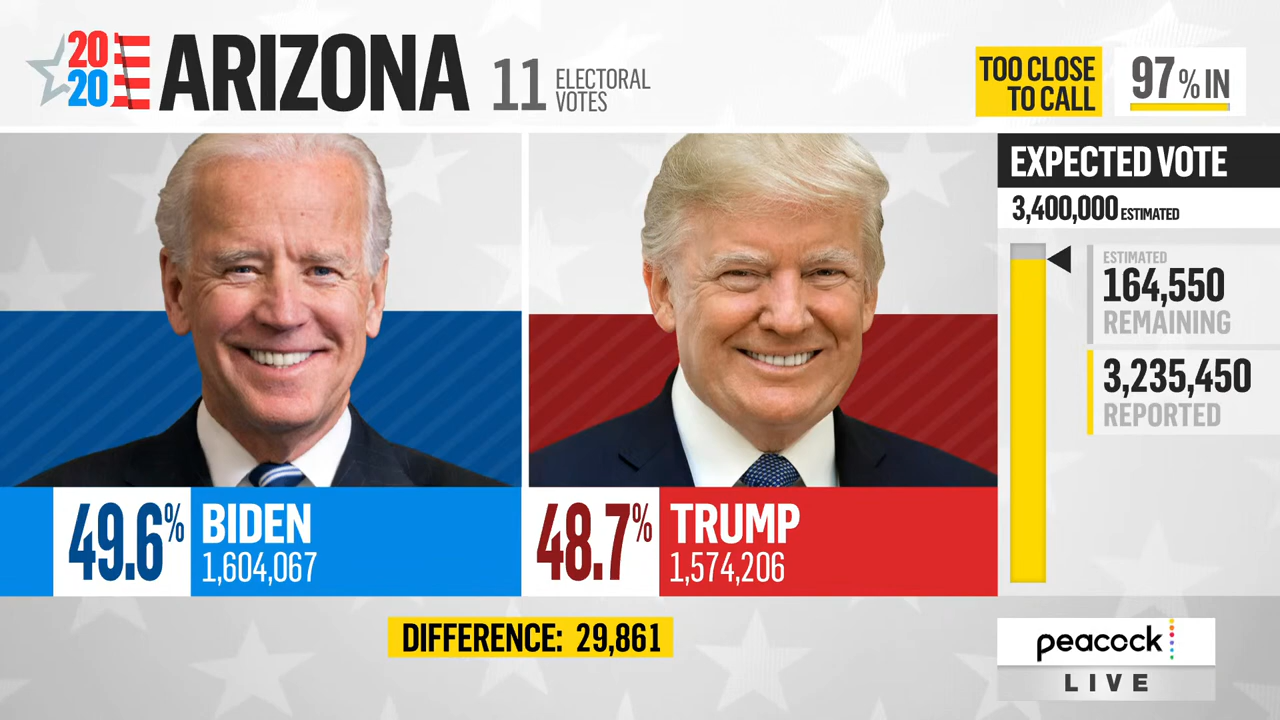 20
20
ARIZONA
11
ELECTORAL
VOTES
TOO CLOSE
TO CALL
97% IN
EXPECTED VOTE
3,400,000 ESTIMATED
ESTIMATED
164,550
REMAINING
3,235,450
REPORTED
49.6%
BIDEN
1,604,067
48.7%
TRUMP
1,574,206
DIFFERENCE: 29,861
peacock
LIVE